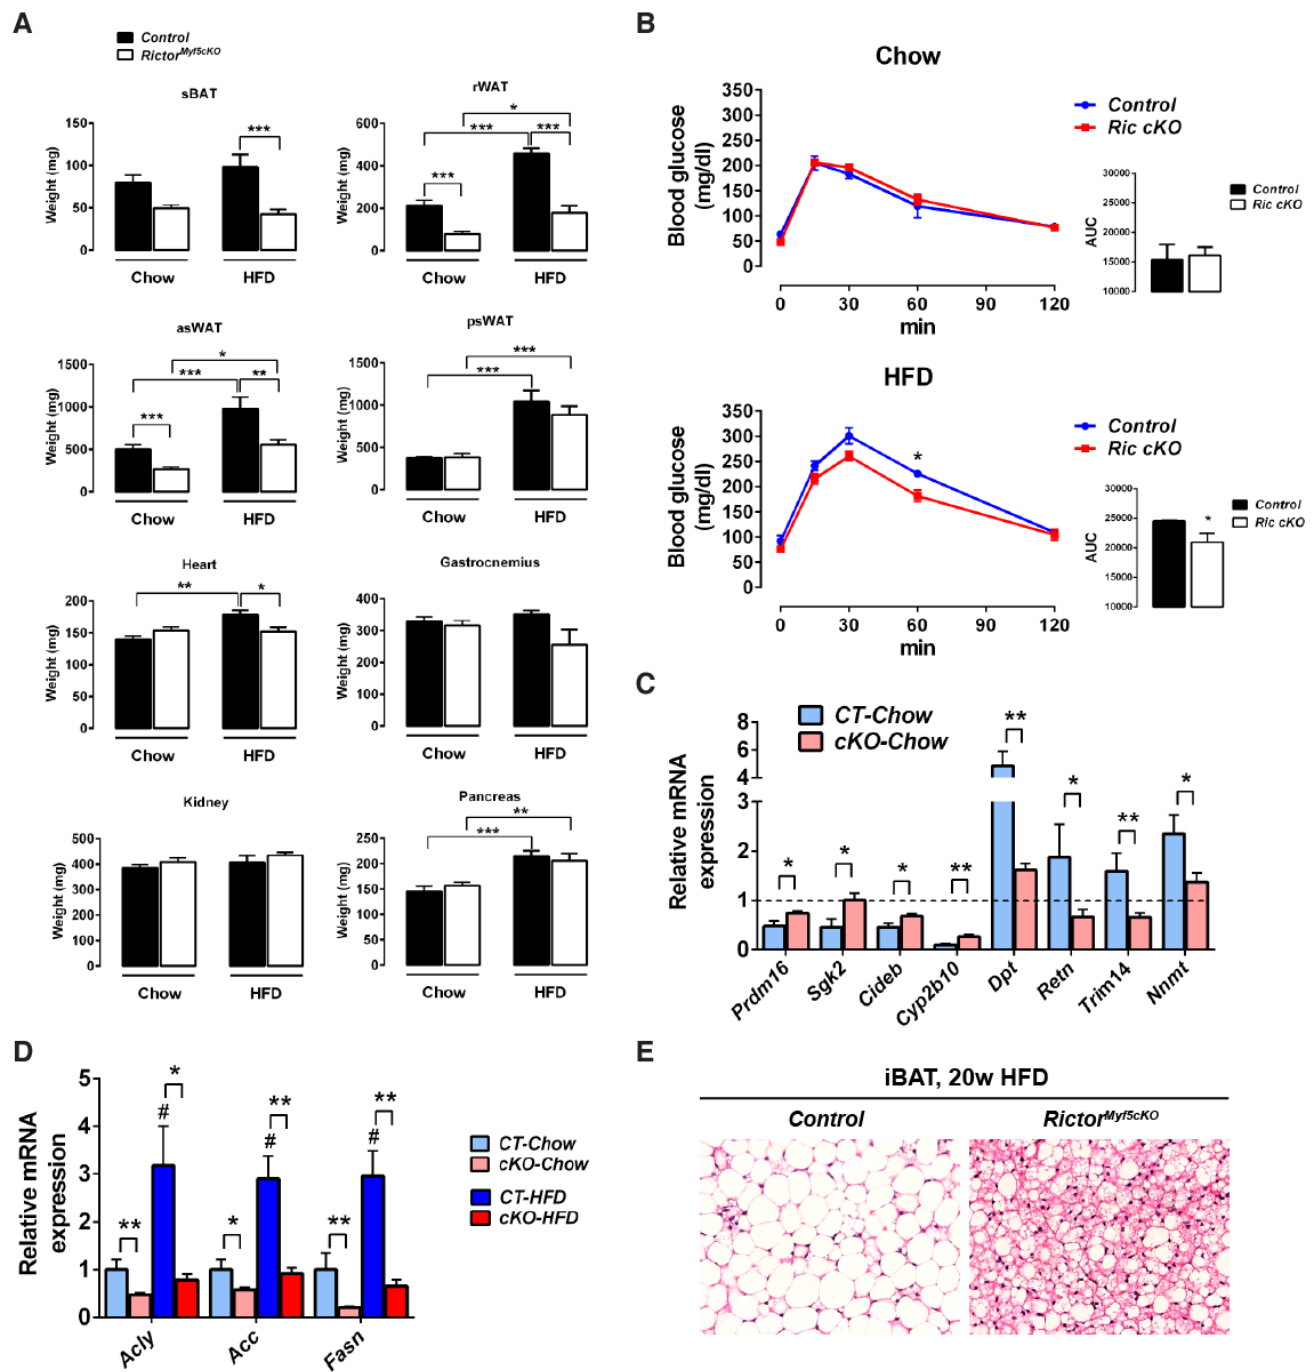 A
Control
Rictor^Myf5cKO
sBAT
Weight (mg)
150
100
50
0
***
Chow
HFD
rWAT
Weight (mg)
600
400
200
0
***
***
*
***
Chow
HFD
asWAT
Weight (mg)
1500
1000
500
0
***
***
*
**
Chow
HFD
psWAT
Weight (mg)
1500
1000
500
0
***
***
Chow
HFD
Heart
Weight (mg)
200
150
100
50
0
**
*
Chow
HFD
Gastrocnemius
Weight (mg)
400
300
200
100
0
Chow
HFD
Kidney
Weight (mg)
500
400
300
200
100
0
Chow
HFD
Pancreas
Weight (mg)
250
200
150
100
50
0
***
**
Chow
HFD
B
Chow
Blood glucose
(mg/dl)
350
300
250
200
150
100
50
0
0 30 60 90 120
min
Control
Ric cKO
AUC
30000
25000
20000
15000
10000
Control
Ric cKO
HFD
Blood glucose
(mg/dl)
350
300
250
200
150
100
50
0
*
0 30 60 90 120
min
Control
Ric cKO
AUC
30000
25000
20000
15000
10000
*
Control
Ric cKO
C
Relative mRNA
expression
8
6
4
3
2
1
0
CT-Chow
cKO-Chow
* * * ** ** * ** *
Prdm16 Sgk2 Cideb Cyp2b10 Dpt Retn Trim14 Nnmt
D
Relative mRNA
expression
5
4
3
2
1
0
** # * * # ** ** # **
Acly Acc Fasn
CT-Chow
cKO-Chow
CT-HFD
cKO-HFD
E
iBAT, 20w HFD
Control Rictor^Myf5cKO